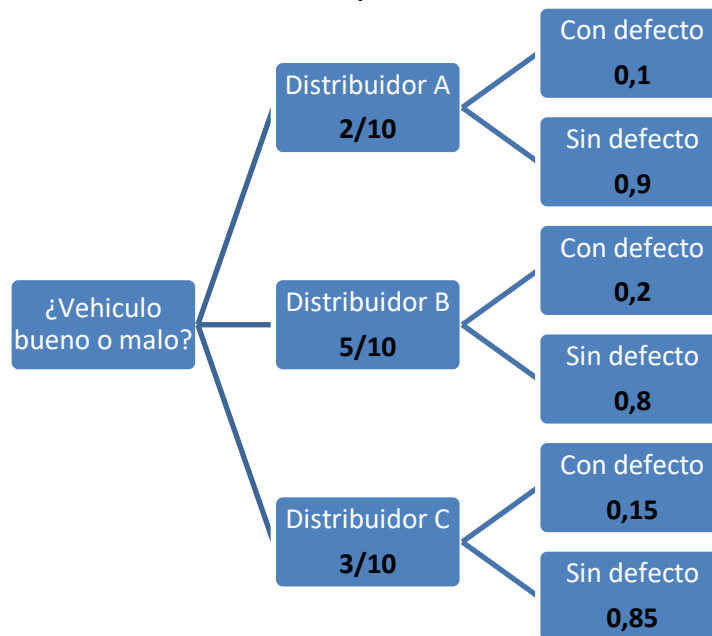 Con defecto
0,1
Distribuidor A
2/10
Sin defecto
0,9
Con defecto
0,2
¿Vehiculo
bueno o malo?
Distribuidor B
5/10
Sin defecto
0,8
Con defecto
0,15
Distribuidor C
3/10
Sin defecto
0,85